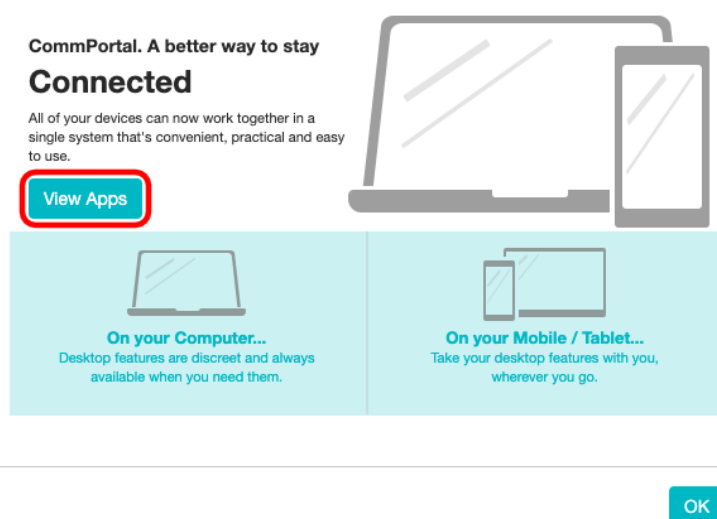 CommPortal. A better way to stay
Connected
All of your devices can now work together in a
single system that's convenient, practical and easy
to use.
View Apps
On your Computer...
Desktop features are discreet and always
available when you need them.
On your Mobile / Tablet...
Take your desktop features with you,
wherever you go.
OK